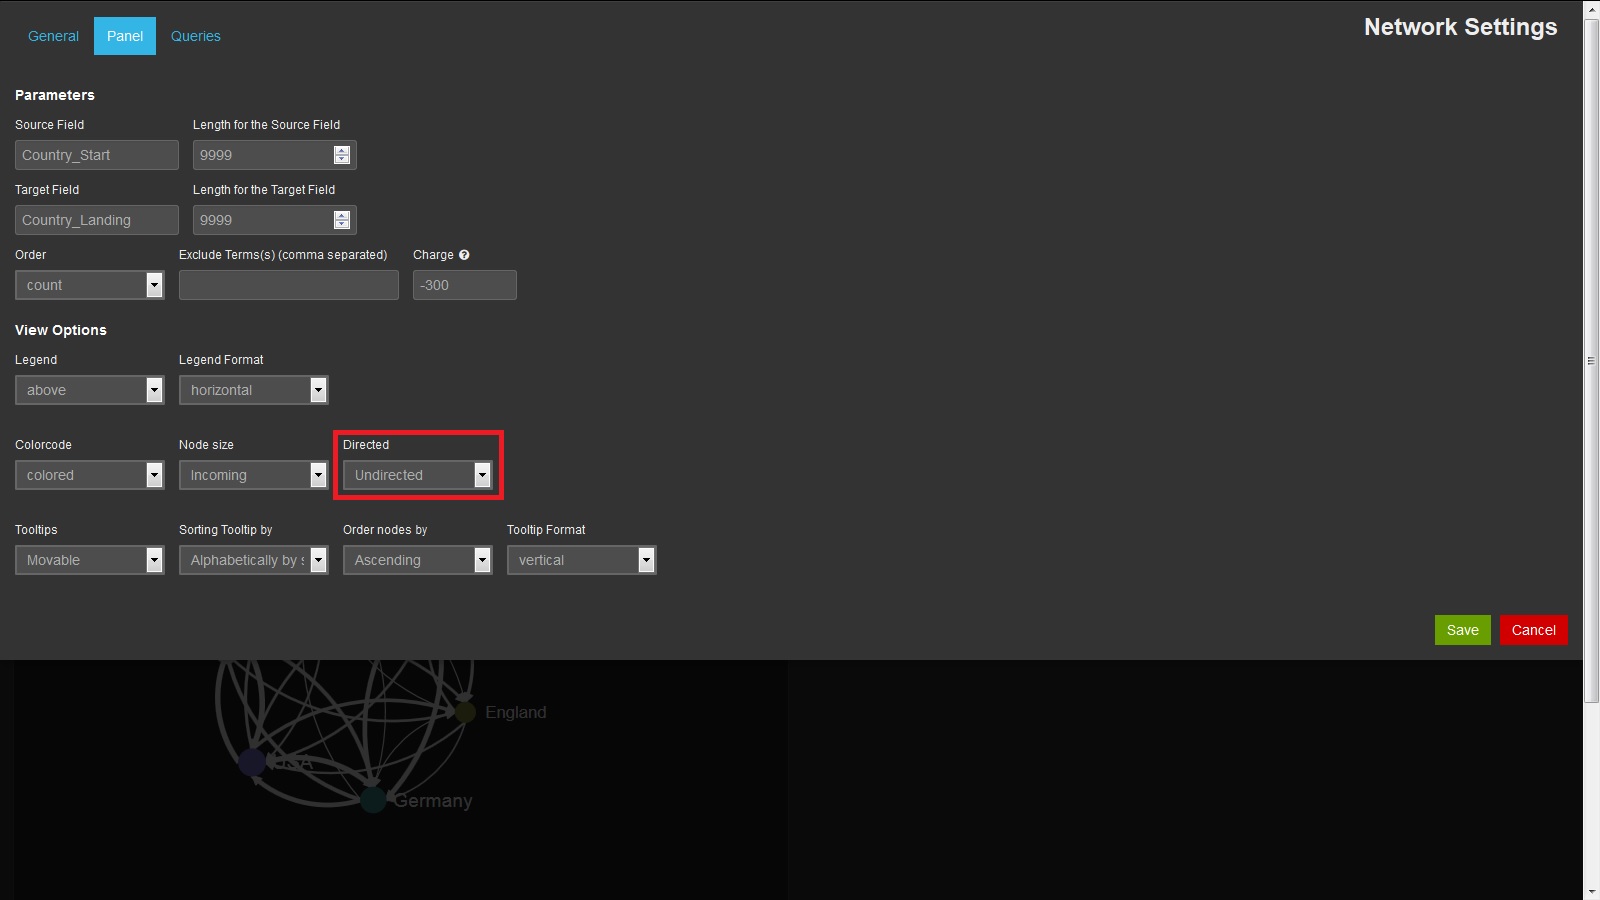 General Panel Queries
Network Settings
Parameters
Source Field Length for the Source Field
Country_Start 9999
Target Field Length for the Target Field
Country_Landing 9999
Order Exclude Terms(s) (comma separated) Charge ?
count -300
View Options
Legend Legend Format
above horizontal
Colorcode Node size Directed
colored Incoming Undirected
Tooltips Sorting Tooltip by Order nodes by Tooltip Format
Movable Alphabetically by s Ascending vertical
Save Cancel
England
USA
Germany